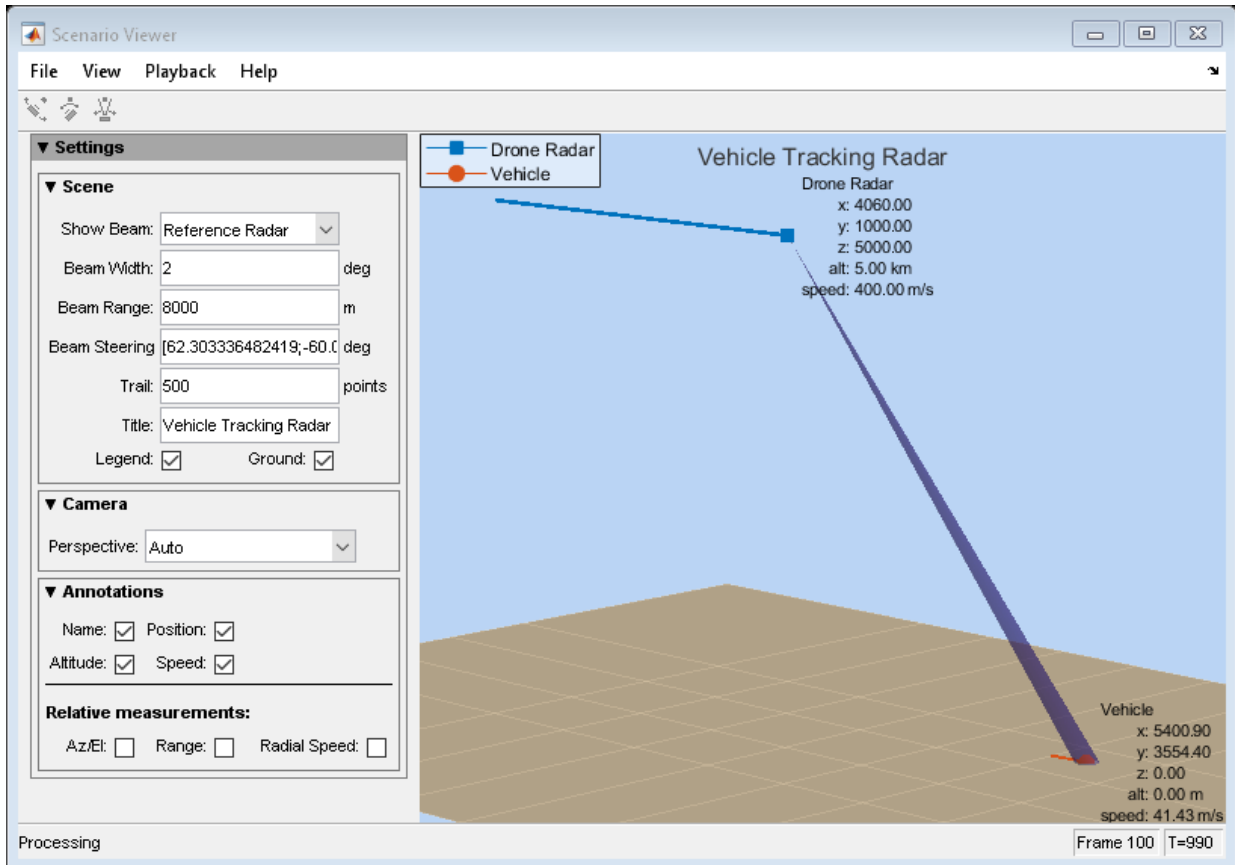 Scenario Viewer
File View Playback Help
▼ Settings
▼ Scene
Show Beam: Reference Radar
Beam Width: 2 deg
Beam Range: 8000 m
Beam Steering [62.303336482419;-60.0 deg
Trail: 500 points
Title: Vehicle Tracking Radar
Legend: Ground:
▼ Camera
Perspective: Auto
▼ Annotations
Name: Position:
Altitude: Speed:
Relative measurements:
Az/El: Range: Radial Speed:
Drone Radar
Vehicle
Vehicle Tracking Radar
Drone Radar
x: 4060.00
y: 1000.00
z: 5000.00
alt: 5.00 km
speed: 400.00 m/s
Vehicle
x: 5400.90
y: 3554.40
z: 0.00
alt: 0.00 m
speed: 41.43 m/s
Processing
Frame 100 T=990